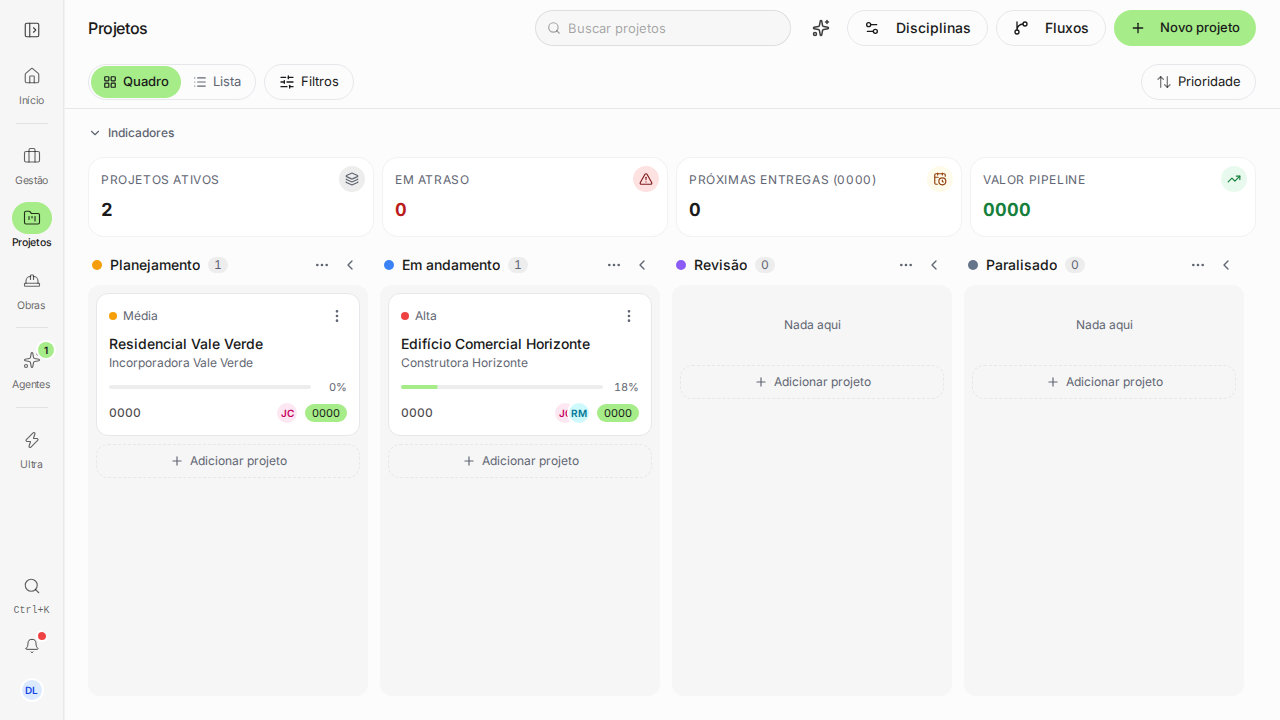 Projetos
Buscar projetos
Disciplinas
Fluxos
Novo projeto
Quadro
Lista
Filtros
Prioridade
Início
Gestão
Projetos
Obras
1
Agentes
Ultra
Ctrl+K
DL
Indicadores
PROJETOS ATIVOS
2
EM ATRASO
0
PRÓXIMAS ENTREGAS (0000)
0
VALOR PIPELINE
0000
Planejamento 1
Média
Residencial Vale Verde
Incorporadora Vale Verde
0%
0000 JC 0000
Adicionar projeto
Em andamento 1
Alta
Edifício Comercial Horizonte
Construtora Horizonte
18%
0000 RM 0000
Adicionar projeto
Revisão 0
Nada aqui
Adicionar projeto
Paralisado 0
Nada aqui
Adicionar projeto